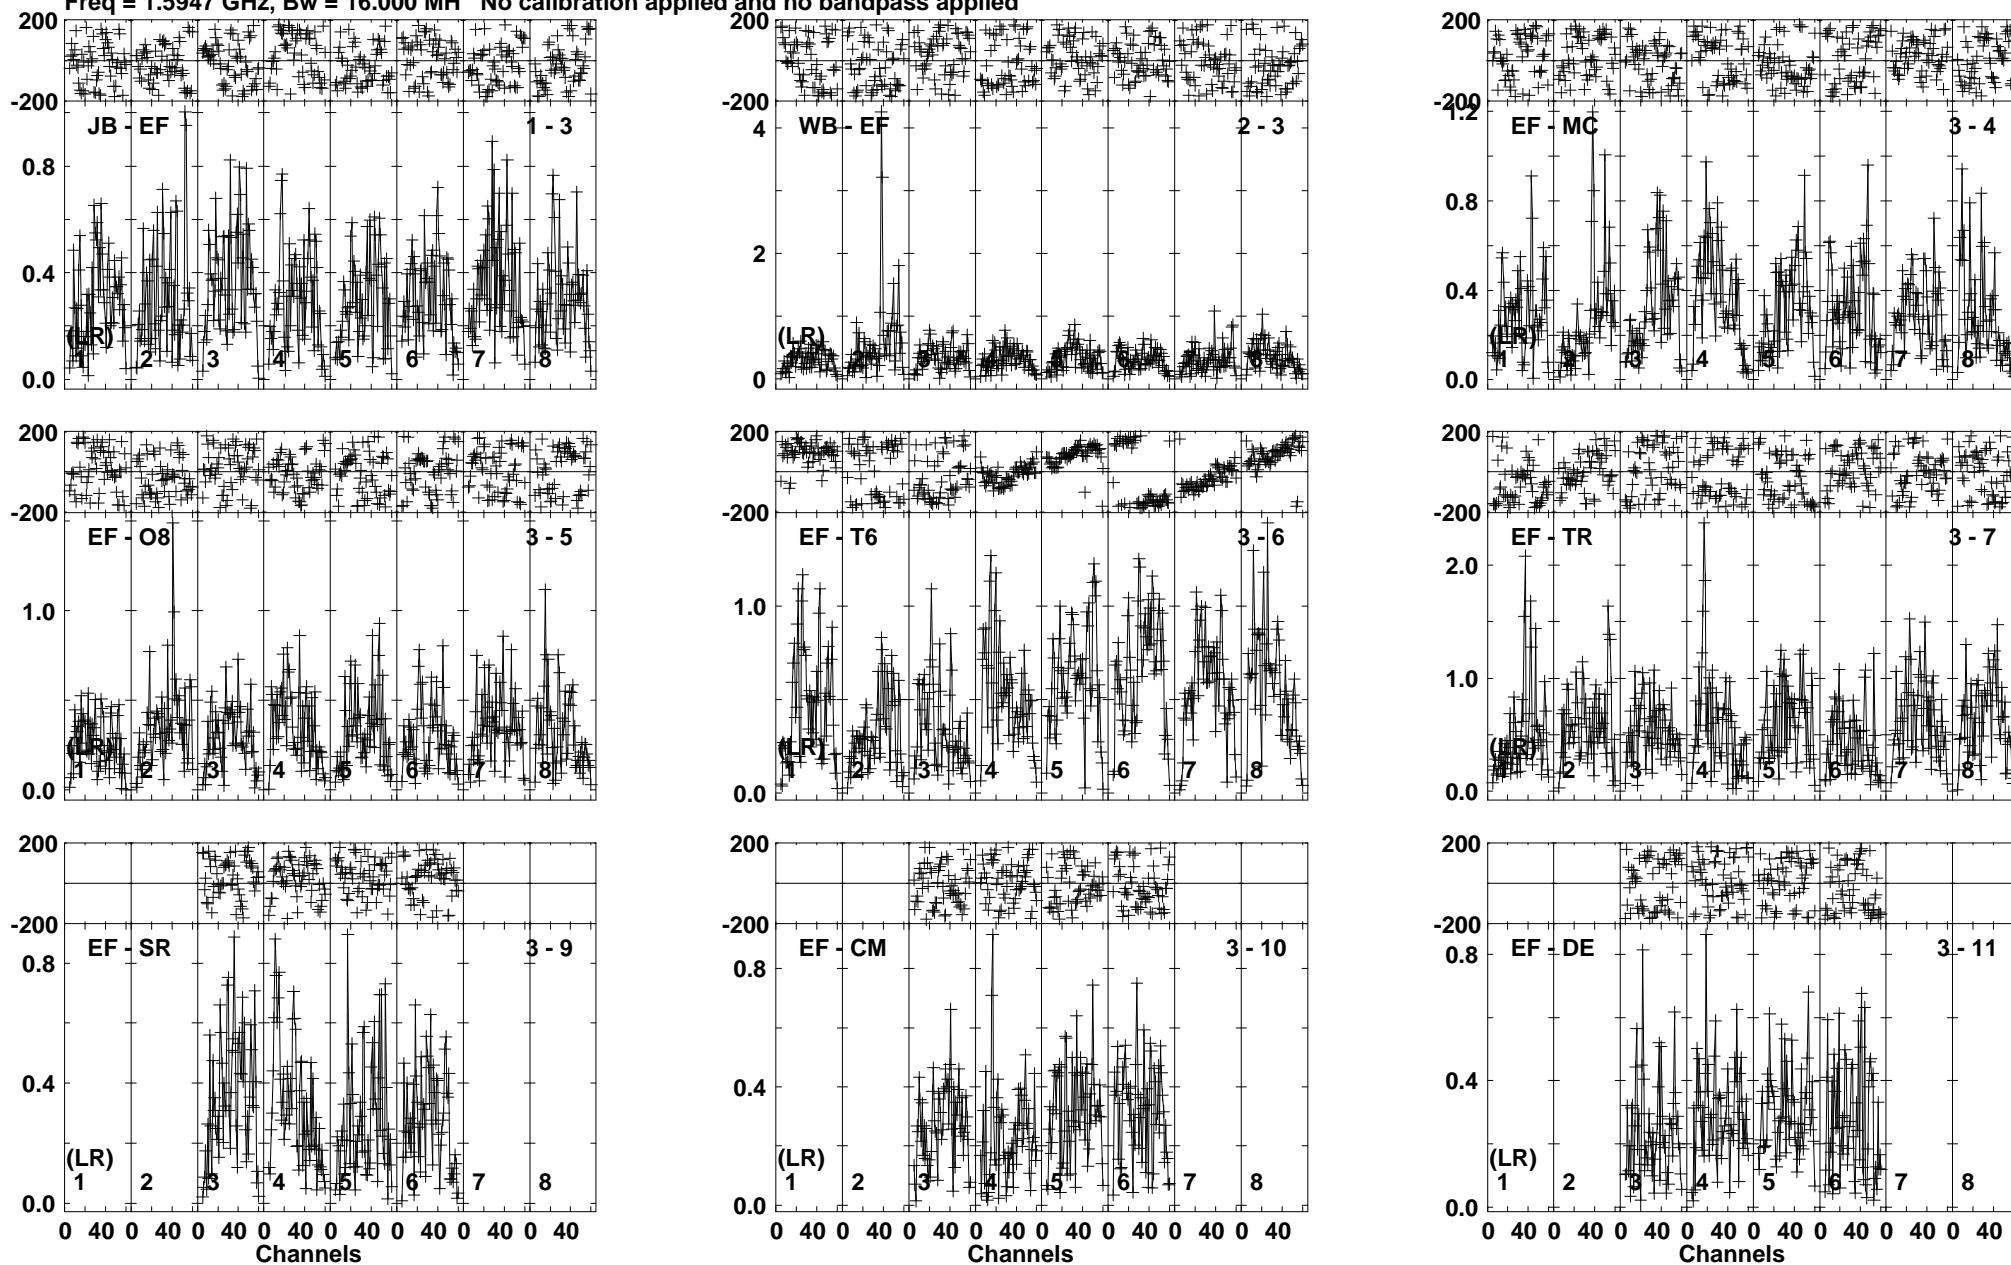 Freq = 1.5947 GHz, Bw = 16.000 MH No calibration applied and no bandpass applied
200 200 200
-200 -200 -200
JB - EF 1 - 3 WB - EF 2 - 3 EF - MC 3 - 4
1.2
4
0.8 0.8
2
0.4 0.4
(LR) (LR) (LR)
1 2 3 4 5 6 7 8 1 2 3 4 5 6 7 8 1 2 3 4 5 6 7 8
0.0 0 0.0
200 200 200
-200 -200 -200
EF - O8 3 - 5 EF - T6 3 - 6 EF - TR 3 - 7
2.0
1.0 1.0 1.0
(LR) (LR) (LR)
1 2 3 4 5 6 7 8 1 2 3 4 5 6 7 8 1 2 3 4 5 6 7 8
0.0 0.0 0.0
200 200 200
-200 -200 -200
EF - SR 3 - 9 EF - CM 3 - 10 EF - DE 3 - 11
0.8 0.8 0.8
0.4 0.4 0.4
(LR) (LR) (LR)
1 2 3 4 5 6 7 8 1 2 3 4 5 6 7 8 1 2 3 4 5 6 7 8
0.0 0.0 0.0
0 40 0 40 0 40 0 40 0 40 0 40 0 40 0 40 0 40 0 40 0 40 0 40 0 40 0 40 0 40 0 40 0 40 0 40 0 40 0 40 0 40 0 40 0 40 0 40
Channels Channels Channels